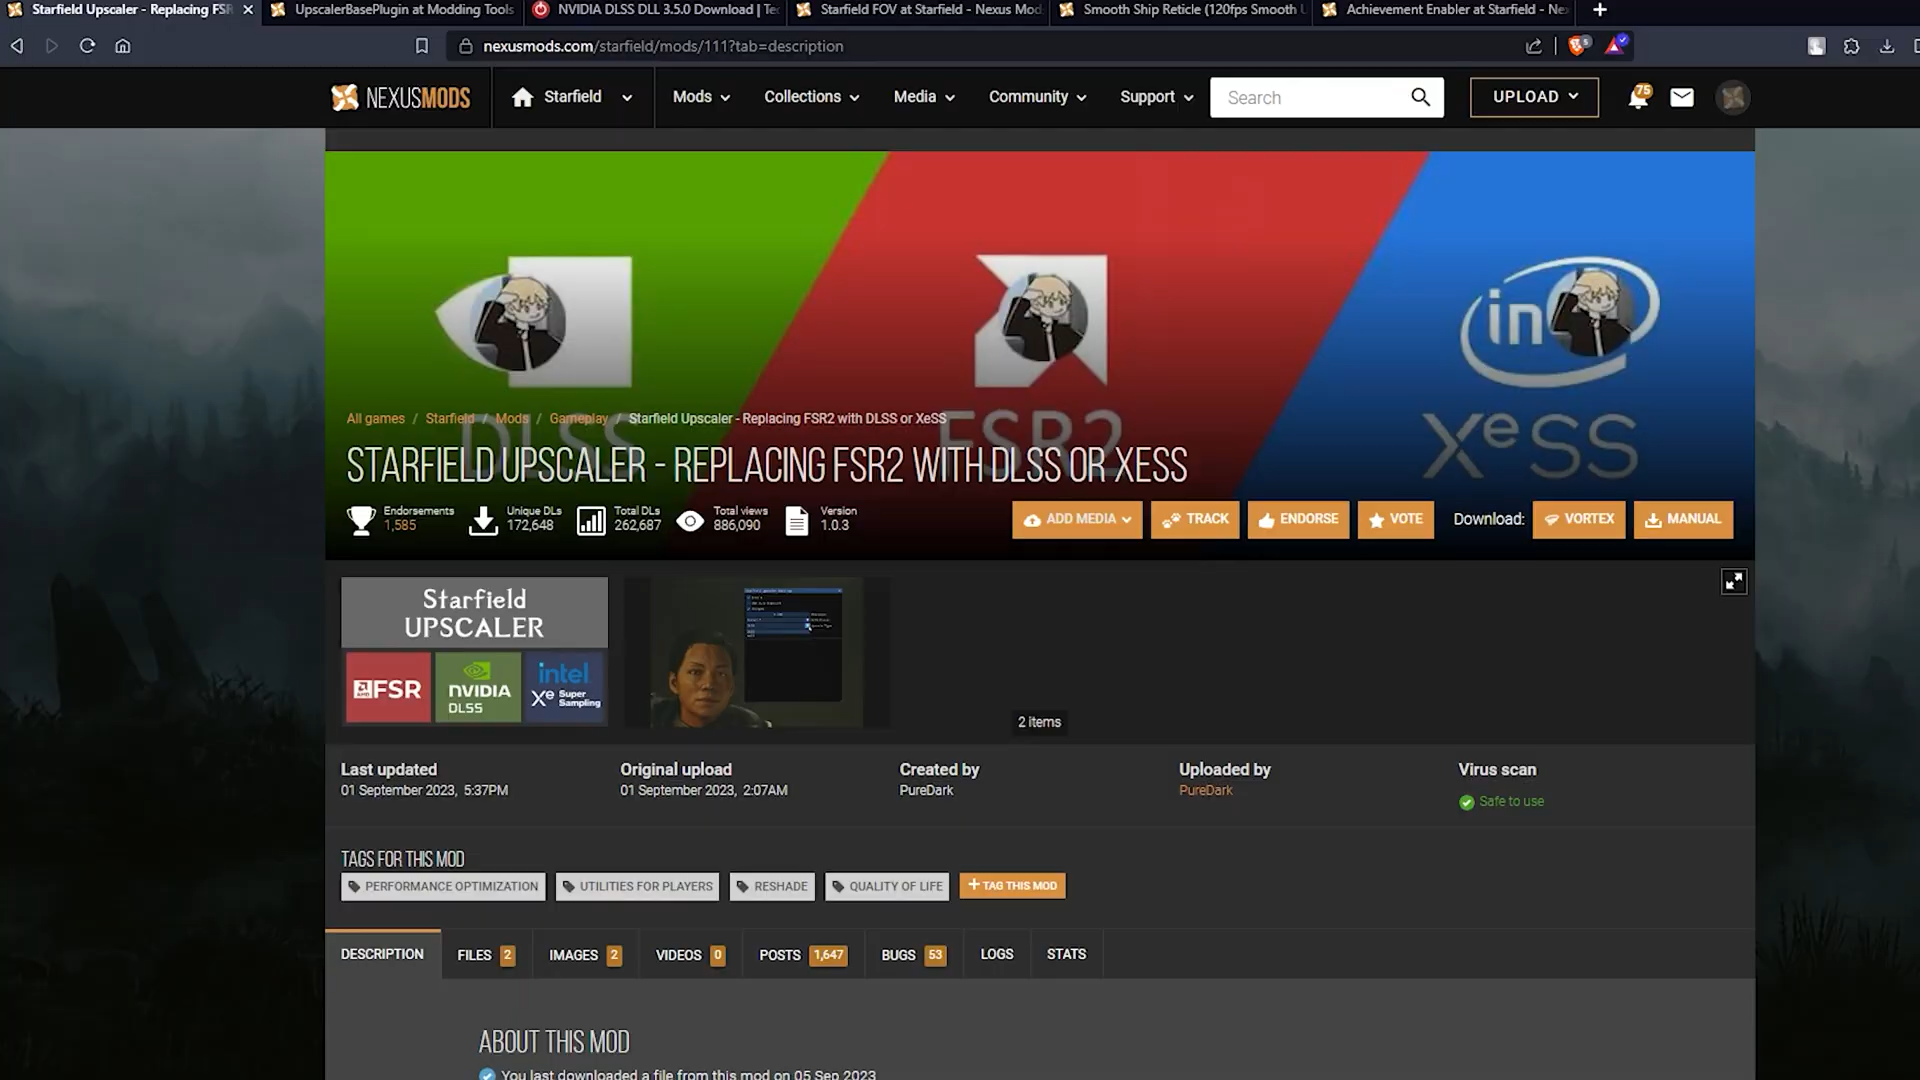 Starfield Upscaler - Replacing FSR
UpscalerBasePlugin at Modding Tools
NVIDIA DLSS DLL 3.5.0 Download | Tec
Starfield FOV at Starfield - Nexus Mod
Smooth Ship Reticle (120fps Smooth U
Achievement Enabler at Starfield - Nex
nexusmods.com/starfield/mods/111?tab=description
5
NEXUSMODS
Starfield
Mods
Collections
Media
Community
Support
Search
UPLOAD
75
in
in
DLSS
FSR2
XeSS
All games / Starfield / Mods / Gameplay / Starfield Upscaler - Replacing FSR2 with DLSS or XeSS
STARFIELD UPSCALER - REPLACING FSR2 WITH DLSS OR XESS
Endorsements
1,585
Unique DLs
172,648
Total DLs
262,687
Total views
886,090
Version
1.0.3
ADD MEDIA
TRACK
ENDORSE
VOTE
Download:
VORTEX
MANUAL
Starfield
UPSCALER
AMD
FSR
NVIDIA
DLSS
intel
Xe Super
Sampling
2 items
Last updated
01 September 2023, 5:37PM
Original upload
01 September 2023, 2:07AM
Created by
PureDark
Uploaded by
PureDark
Virus scan
Safe to use
TAGS FOR THIS MOD
PERFORMANCE OPTIMIZATION
UTILITIES FOR PLAYERS
RESHADE
QUALITY OF LIFE
+ TAG THIS MOD
DESCRIPTION
FILES 2
IMAGES 2
VIDEOS 0
POSTS 1,647
BUGS 53
LOGS
STATS
ABOUT THIS MOD
You last downloaded a file from this mod on 05 Sep 2023